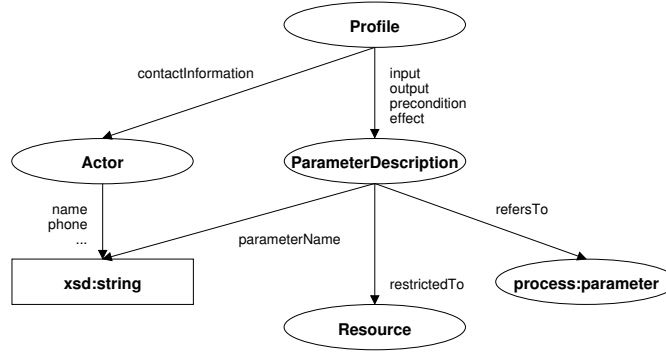 Profile
contactInformation
input
output
precondition
effect
Actor
ParameterDescription
name
phone
...
parameterName
refersTo
xsd:string
restrictedTo
process:parameter
Resource